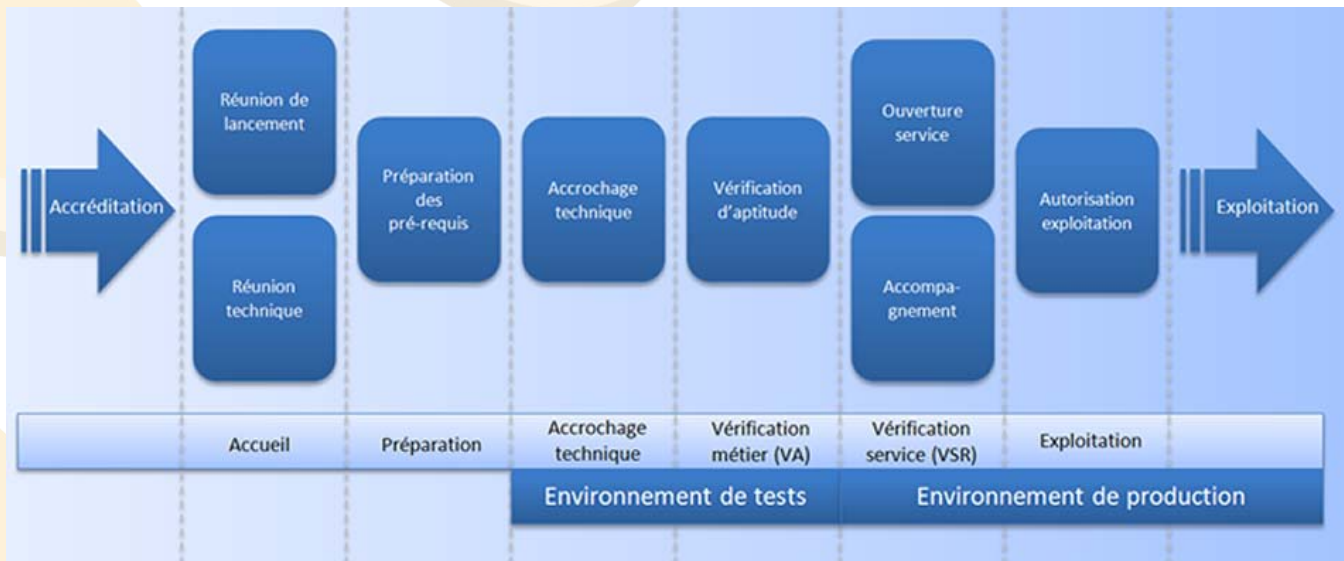 Accréditation
Réunion de
lancement
Réunion
technique
Préparation
des
pré-requis
Accrochage
technique
Vérification
d'aptitude
Ouverture
service
Accompa-
gnement
Autorisation
exploitation
Exploitation
Accueil
Préparation
Accrochage
technique
Vérification
métier (VA)
Vérification
service (VSR)
Exploitation
Environnement de tests
Environnement de production